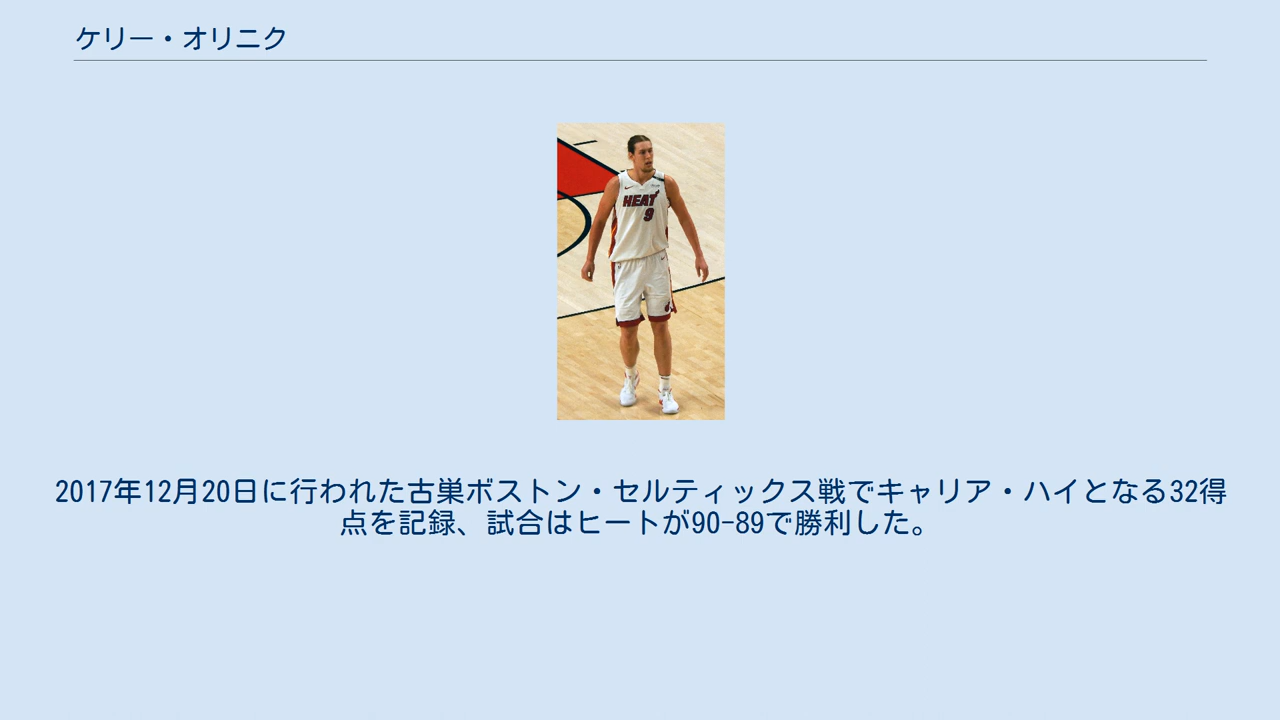 ケリー・オリニク
HEAT
9
2017年12月20日に行われた古巣ボストン・セルティックス戦でキャリア・ハイとなる32得
点を記録、試合はヒートが90-89で勝利した。